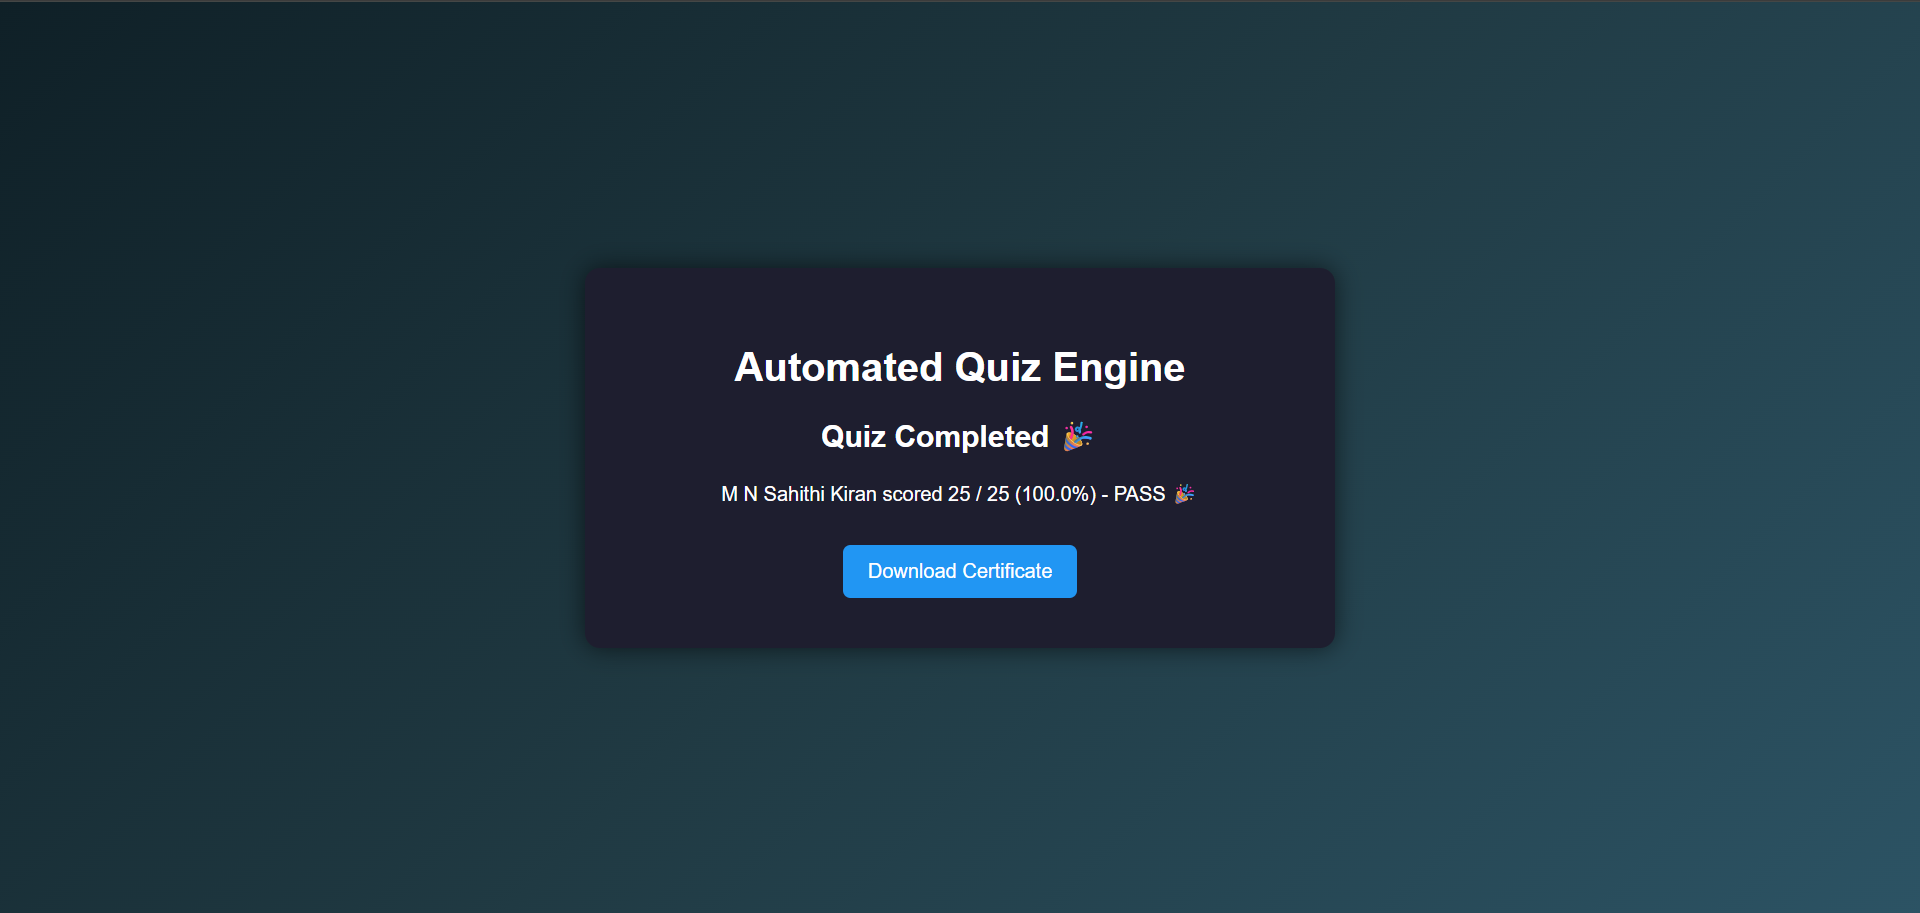 Automated Quiz Engine
Quiz Completed 🎉
M N Sahithi Kiran scored 25 / 25 (100.0%) - PASS 🎉
Download Certificate